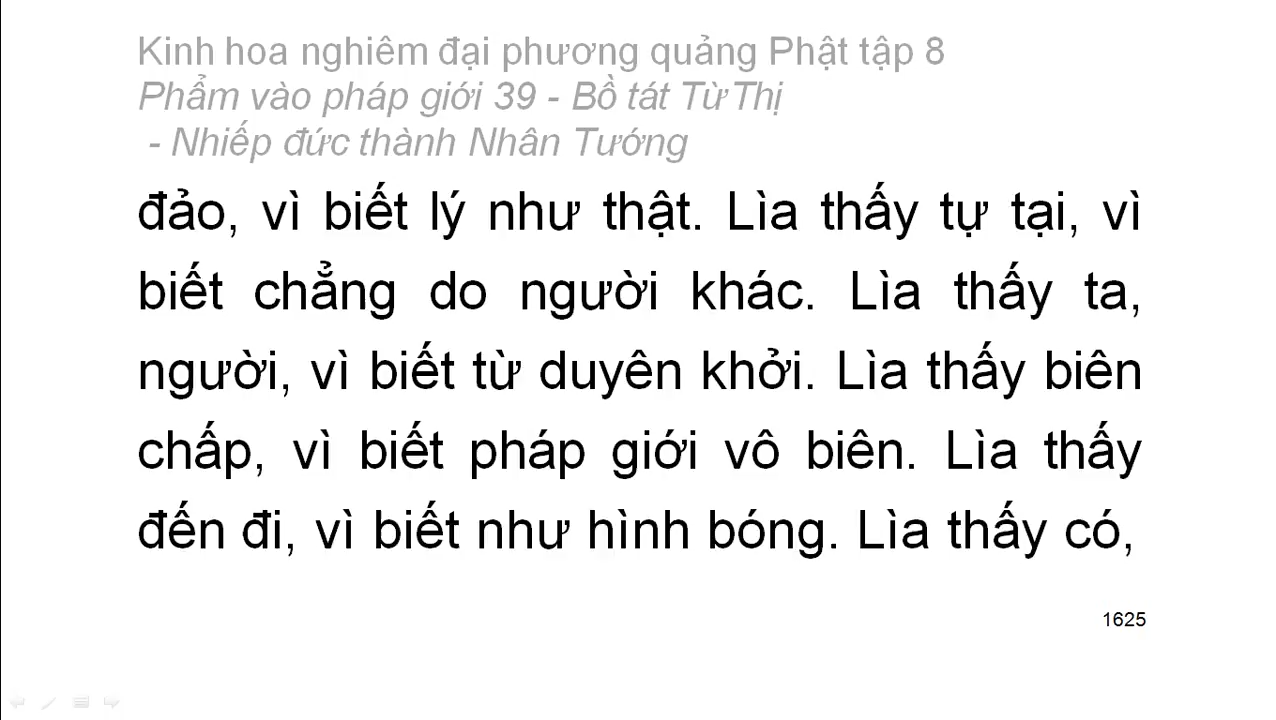 Kinh hoa nghiêm đại phương quảng Phật tập 8
Phẩm vào pháp giới 39 - Bồ tát Từ Thị
- Nhiếp đức thành Nhân Tướng
đảo, vì biết lý như thật. Lìa thấy tự tại, vì
biết chẳng do người khác. Lìa thấy ta,
người, vì biết từ duyên khởi. Lìa thấy biên
chấp, vì biết pháp giới vô biên. Lìa thấy
đến đi, vì biết như hình bóng. Lìa thấy có,
1625